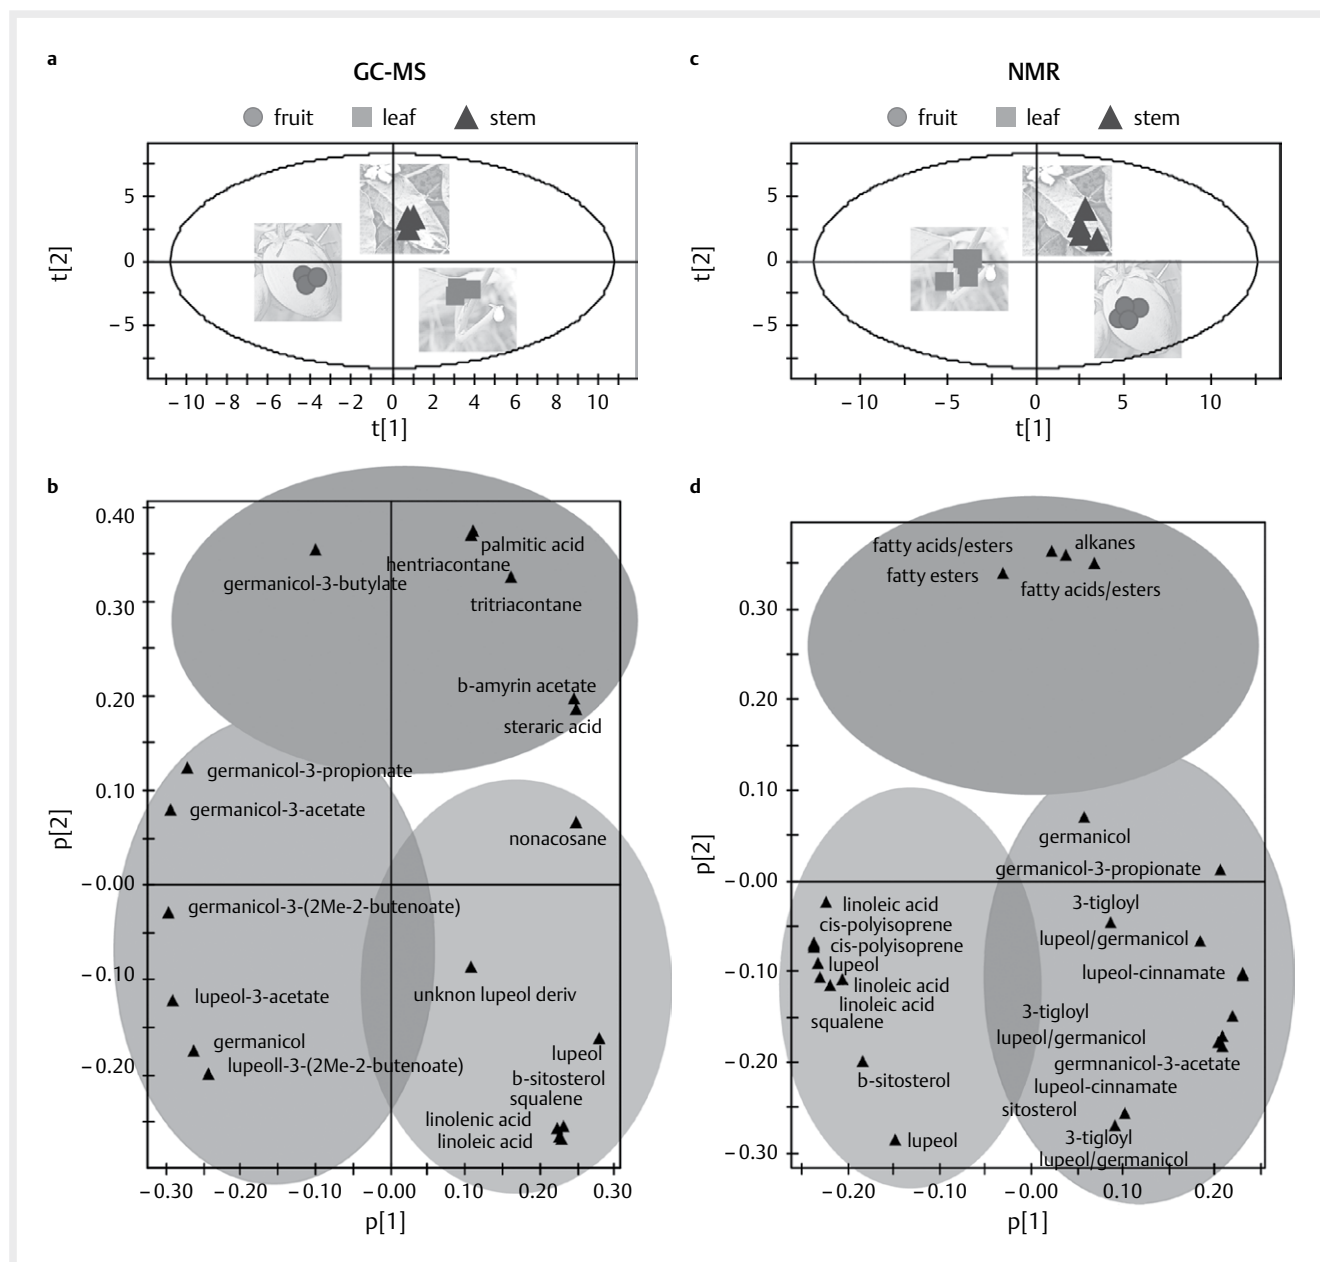 a
GC-MS
fruit leaf stem
5
0
–5
t[2]
–10 –8 –6 –4 –2 0 2 4 6 8 10
t[1]
c
NMR
fruit leaf stem
5
0
–5
t[2]
–10 –5 0 5 10
t[1]
b
0.40
0.30
0.20
0.10
–0.00
–0.10
–0.20
p[2]
palmitic acid
hentriacontane
germanicol-3-butylate
tritriacontane
b-amyrin acetate
steraric acid
germanicol-3-propionate
germanicol-3-acetate
nonacosane
germanicol-3-(2Me-2-butenoate)
unknon lupeol deriv
lupeol-3-acetate
germanicol
lupeoll-3-(2Me-2-butenoate)
lupeol
b-sitosterol
squalene
linolenic acid
linoleic acid
–0.30 –0.20 –0.10 –0.00 0.10 0.20 0.30
p[1]
d
0.30
0.20
0.10
–0.00
–0.10
–0.20
–0.30
p[2]
fatty acids/esters
alkanes
fatty esters
fatty acids/esters
germanicol
germanicol-3-propionate
linoleic acid
cis-polyisoprene
cis-polyisoprene
lupeol
linoleic acid
linoleic acid
squalene
b-sitosterol
lupeol
3-tigloyl
lupeol/germanicol
lupeol-cinnamate
3-tigloyl
lupeol/germanicol
germnanicol-3-acetate
lupeol-cinnamate
sitosterol
3-tigloyl
lupeol/germanicol
–0.20 –0.10 –0.00 0.10 0.20
p[1]